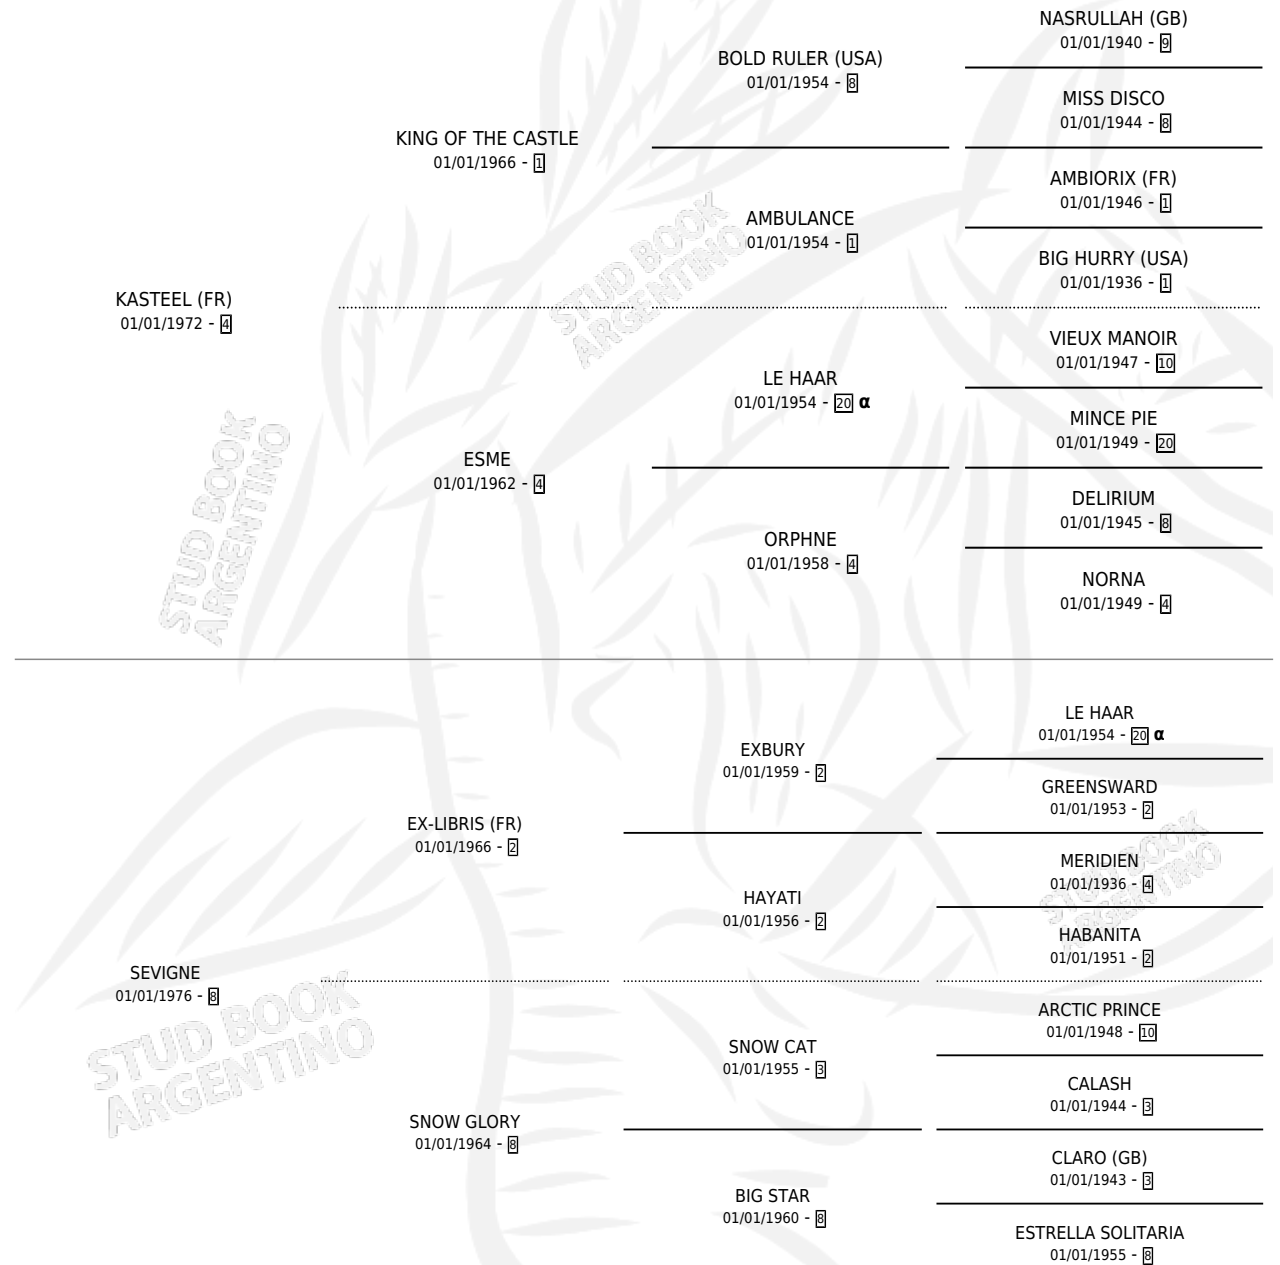 NASRULLAH (GB)
01/01/1940 - 9
BOLD RULER (USA)
01/01/1954 - 8
MISS DISCO
01/01/1944 - 8
KING OF THE CASTLE
01/01/1966 - 1
AMBIORIX (FR)
01/01/1946 - 1
AMBULANCE
01/01/1954 - 1
BIG HURRY (USA)
01/01/1936 - 1
KASTEEL (FR)
01/01/1972 - 4
VIEUX MANOIR
01/01/1947 - 10
LE HAAR
01/01/1954 - 20 α
MINCE PIE
01/01/1949 - 20
ESME
01/01/1962 - 4
DELIRIUM
01/01/1945 - 8
ORPHNE
01/01/1958 - 4
NORNA
01/01/1949 - 4
LE HAAR
01/01/1954 - 20 α
EXBURY
01/01/1959 - 2
GREENSWARD
01/01/1953 - 2
EX-LIBRIS (FR)
01/01/1966 - 2
MERIDIEN
01/01/1936 - 4
HAYATI
01/01/1956 - 2
HABANITA
01/01/1951 - 2
SEVIGNE
01/01/1976 - 8
ARCTIC PRINCE
01/01/1948 - 10
SNOW CAT
01/01/1955 - 3
CALASH
01/01/1944 - 3
SNOW GLORY
01/01/1964 - 8
CLARO (GB)
01/01/1943 - 3
BIG STAR
01/01/1960 - 8
ESTRELLA SOLITARIA
01/01/1955 - 8
STUD BOOK
ARGENTINO
STUD BOOK
ARGENTINO
STUD BOOK
ARGENTINO
STUD BOOK
ARGENTINO